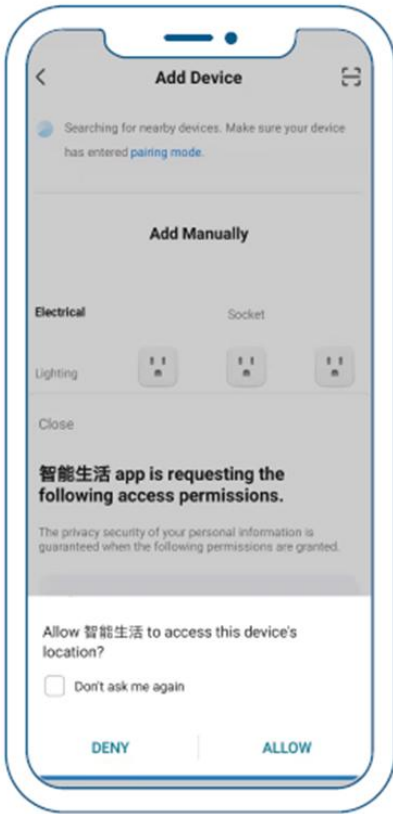 Add Device
Searching for nearby devices. Make sure your device
has entered pairing mode.
Add Manually
Electrical
Socket
Lighting
Close
智能生活 app is requesting the
following access permissions.
The privacy security of your personal information is
guaranteed when the following permissions are granted.
Allow 智能生活 to access this device's
location?
Don't ask me again
DENY
ALLOW